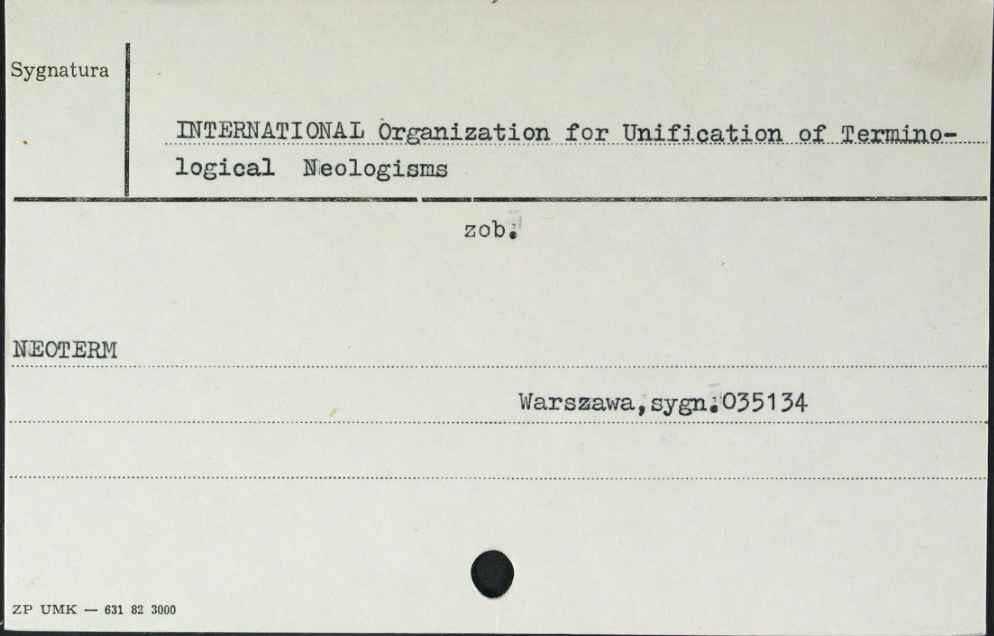 Sygnatura
INTERNATIONAL Organization for Unification of Termino-
logical Neologisms
zob.
NEOTERM
Warszawa,sygn.035134
ZP UMK — 631 82 3000